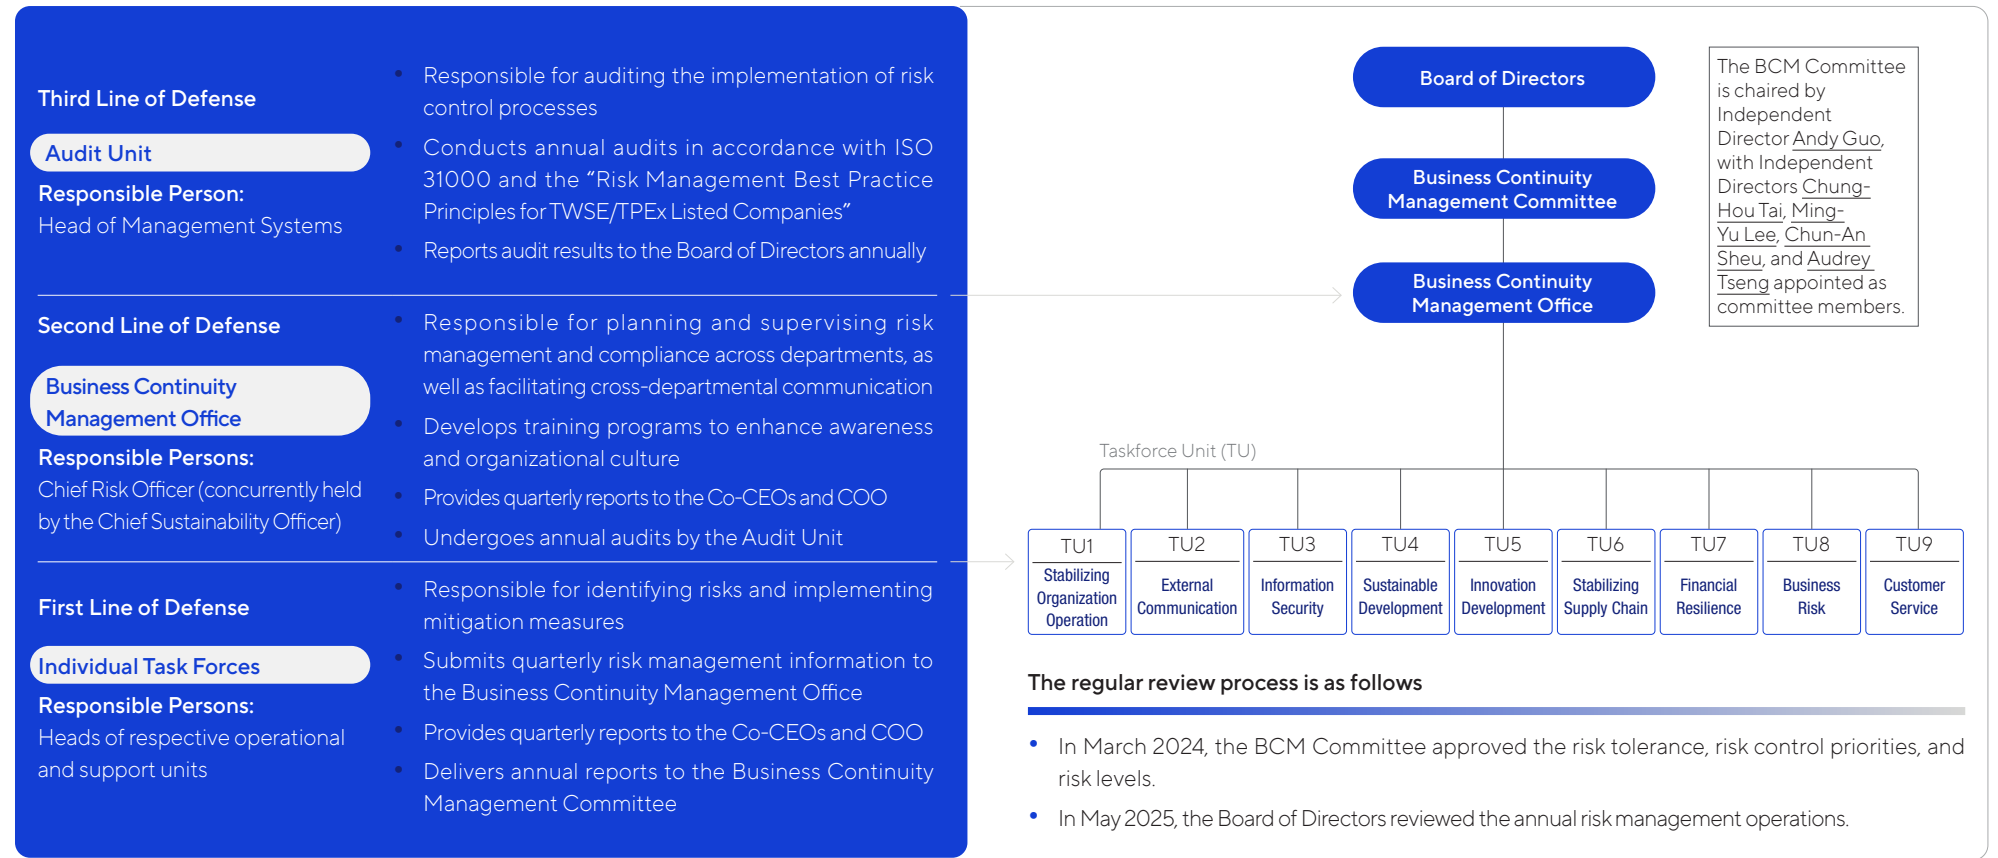 Third Line of Defense
Audit Unit
Responsible Person:
Head of Management Systems
• Responsible for auditing the implementation of risk
control processes
• Conducts annual audits in accordance with ISO
31000 and the “Risk Management Best Practice
Principles for TWSE/TPEx Listed Companies”
• Reports audit results to the Board of Directors annually
Second Line of Defense
Business Continuity
Management Office
Responsible Persons:
Chief Risk Officer (concurrently held
by the Chief Sustainability Officer)
• Responsible for planning and supervising risk
management and compliance across departments, as
well as facilitating cross-departmental communication
• Develops training programs to enhance awareness
and organizational culture
• Provides quarterly reports to the Co-CEOs and COO
• Undergoes annual audits by the Audit Unit
First Line of Defense
Individual Task Forces
Responsible Persons:
Heads of respective operational
and support units
• Responsible for identifying risks and implementing
mitigation measures
• Submits quarterly risk management information to
the Business Continuity Management Office
• Provides quarterly reports to the Co-CEOs and COO
• Delivers annual reports to the Business Continuity
Management Committee
Board of Directors
Business Continuity
Management Committee
Business Continuity
Management Office
The BCM Committee
is chaired by
Independent
Director Andy Guo,
with Independent
Directors Chung-
Hou Tai, Ming-
Yu Lee, Chun-An
Sheu, and Audrey
Tseng appointed as
committee members.
Taskforce Unit (TU)
TU1
Stabilizing
Organization
Operation
TU2
External
Communication
TU3
Information
Security
TU4
Sustainable
Development
TU5
Innovation
Development
TU6
Stabilizing
Supply Chain
TU7
Financial
Resilience
TU8
Business
Risk
TU9
Customer
Service
The regular review process is as follows
• In March 2024, the BCM Committee approved the risk tolerance, risk control priorities, and
risk levels.
• In May 2025, the Board of Directors reviewed the annual risk management operations.